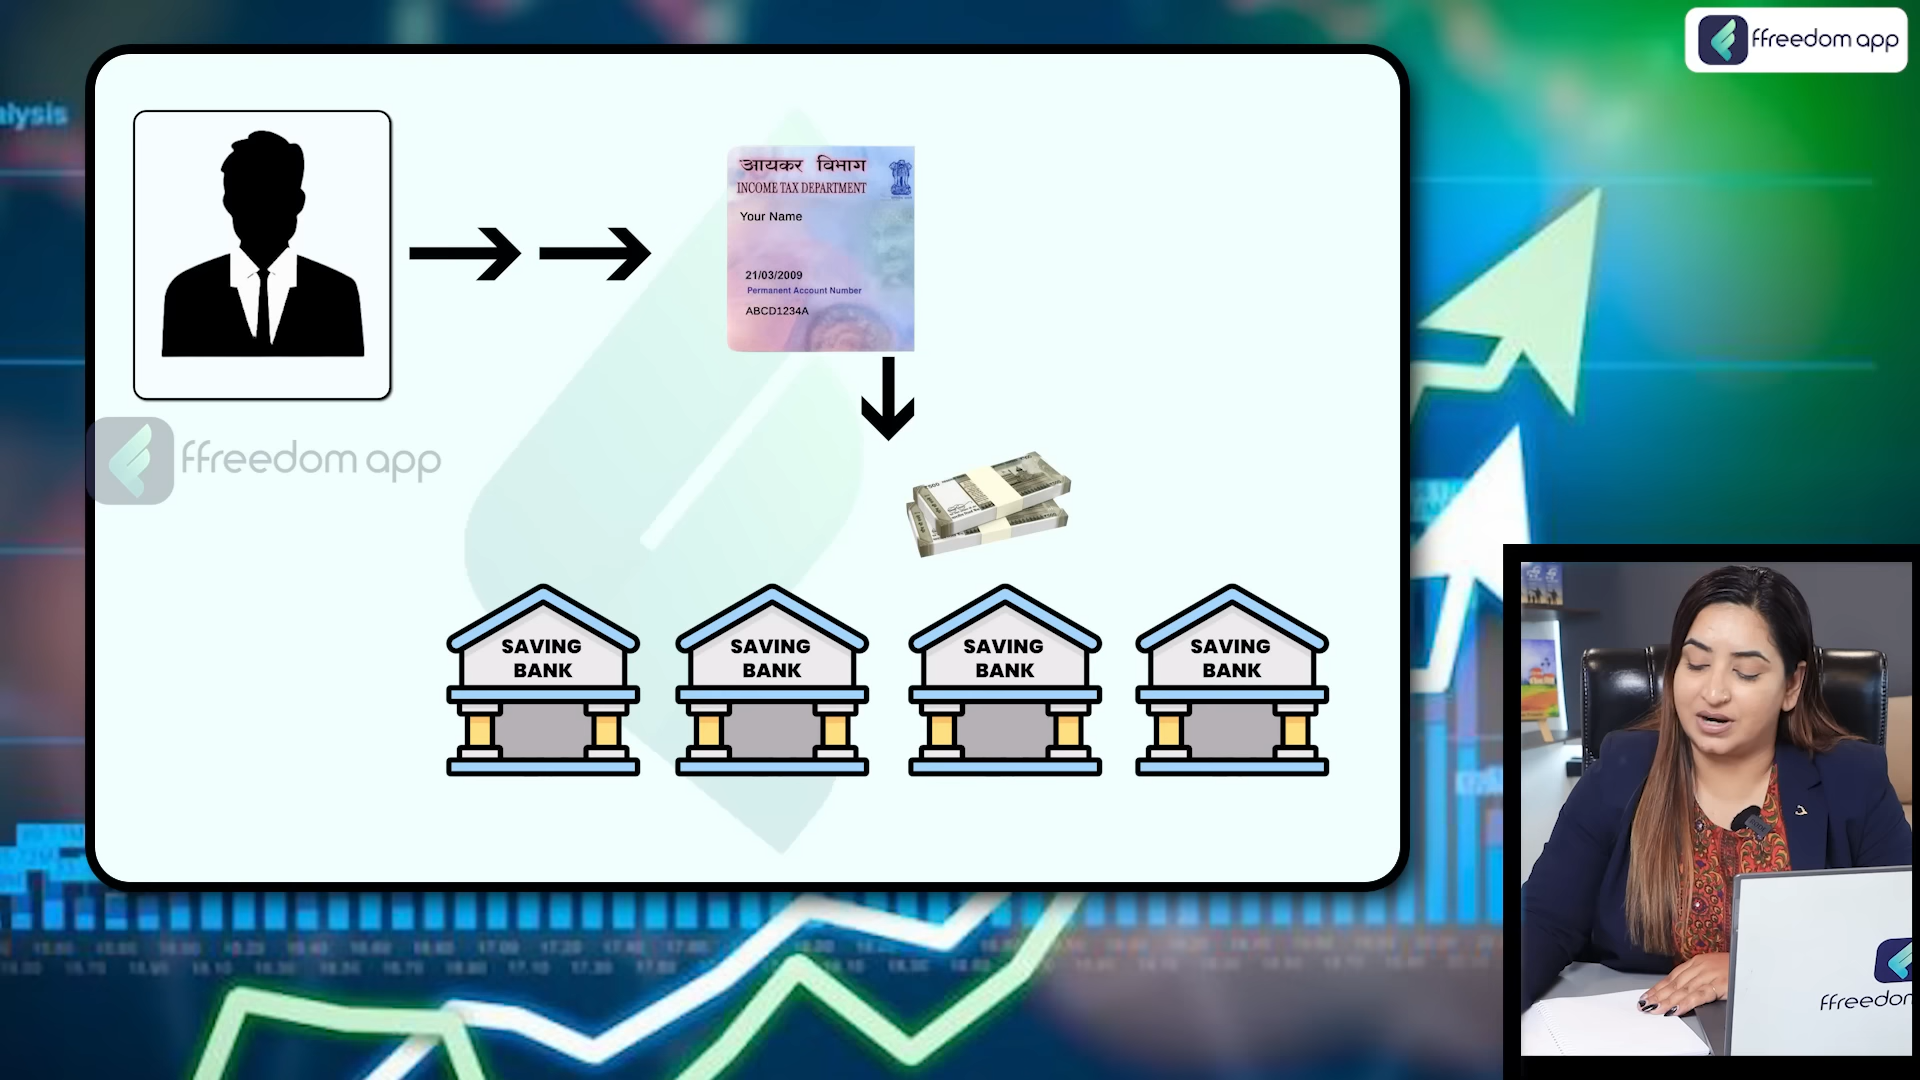 alysis
ffreedom app
आयकर विभाग
INCOME TAX DEPARTMENT
Your Name
21/03/2009
Permanent Account Number
ABCD1234A
ffreedom app
SAVING
BANK
SAVING
BANK
SAVING
BANK
SAVING
BANK
ffreedom